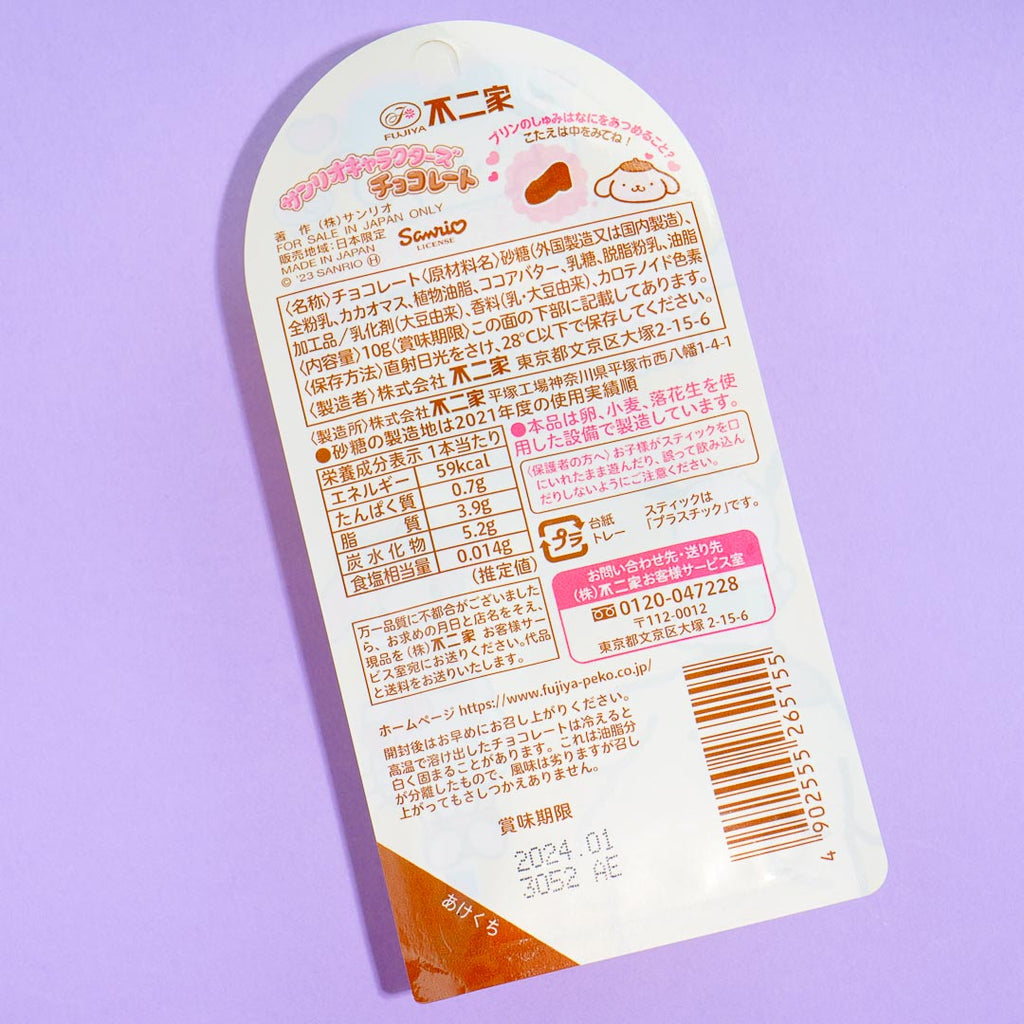 FUJIYA 不二家
プリンのしゅみはなにをあつめること?
こたえは中をみてね!
サンリオキャラクターズ
チョコレート
著 作 (株)サンリオ
FOR SALE IN JAPAN ONLY
販売地域:日本限定
MADE IN JAPAN
© '23 SANRIO Ⓗ
Sanrio
LICENSE
〈名称〉チョコレート〈原材料名〉砂糖(外国製造又は国内製造)、
全粉乳、カカオマス、植物油脂、ココアバター、乳糖、脱脂粉乳、油脂
加工品/乳化剤(大豆由来)、香料(乳・大豆由来)、カロテノイド色素
〈内容量〉10g〈賞味期限〉この面の下部に記載してあります。
〈保存方法〉直射日光をさけ、28℃以下で保存してください。
〈製造者〉株式会社 不二家 東京都文京区大塚2-15-6
〈製造所〉株式会社不二家 平塚工場神奈川県平塚市西八幡1-4-1
●砂糖の製造地は2021年度の使用実績順
栄養成分表示 1本当たり
エネルギー 59kcal
たんぱく質 0.7g
脂質 3.9g
炭水化物 5.2g
食塩相当量 0.014g
(推定値)
●本品は卵、小麦、落花生を使
用した設備で製造しています。
〈保護者の方へ〉お子様がスティックを口
にいれたまま遊んだり、誤って飲み込ん
だりしないようにご注意ください。
プラ
台紙
トレー
スティックは
「プラスチック」です。
お問い合わせ先・送り先
(株)不二家お客様サービス室
0120-047228
〒112-0012
東京都文京区大塚 2-15-6
万一品質に不都合がございました
ら、お求めの月日と店名をそえ、
現品を (株)不二家 お客様サー
ビス室宛にお送りください。代品
と送料をお送りいたします。
ホームページ https://www.fujiya-peko.co.jp/
開封後はお早めにお召し上がりください。
高温で溶け出したチョコレートは冷えると
白く固まることがあります。これは油脂分
が分離したもので、風味は劣りますが召し
上がってもさしつかえありません。
4 902555 265155
賞味期限
2024.01
3052 AE
あけくち